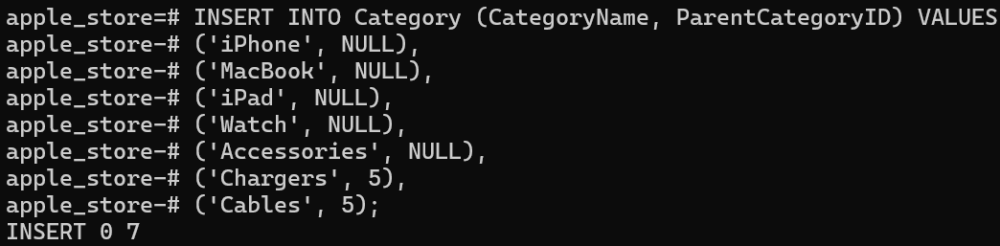 apple_store=# INSERT INTO Category (CategoryName, ParentCategoryID) VALUES
apple_store-# ('iPhone', NULL),
apple_store-# ('MacBook', NULL),
apple_store-# ('iPad', NULL),
apple_store-# ('Watch', NULL),
apple_store-# ('Accessories', NULL),
apple_store-# ('Chargers', 5),
apple_store-# ('Cables', 5);
INSERT 0 7